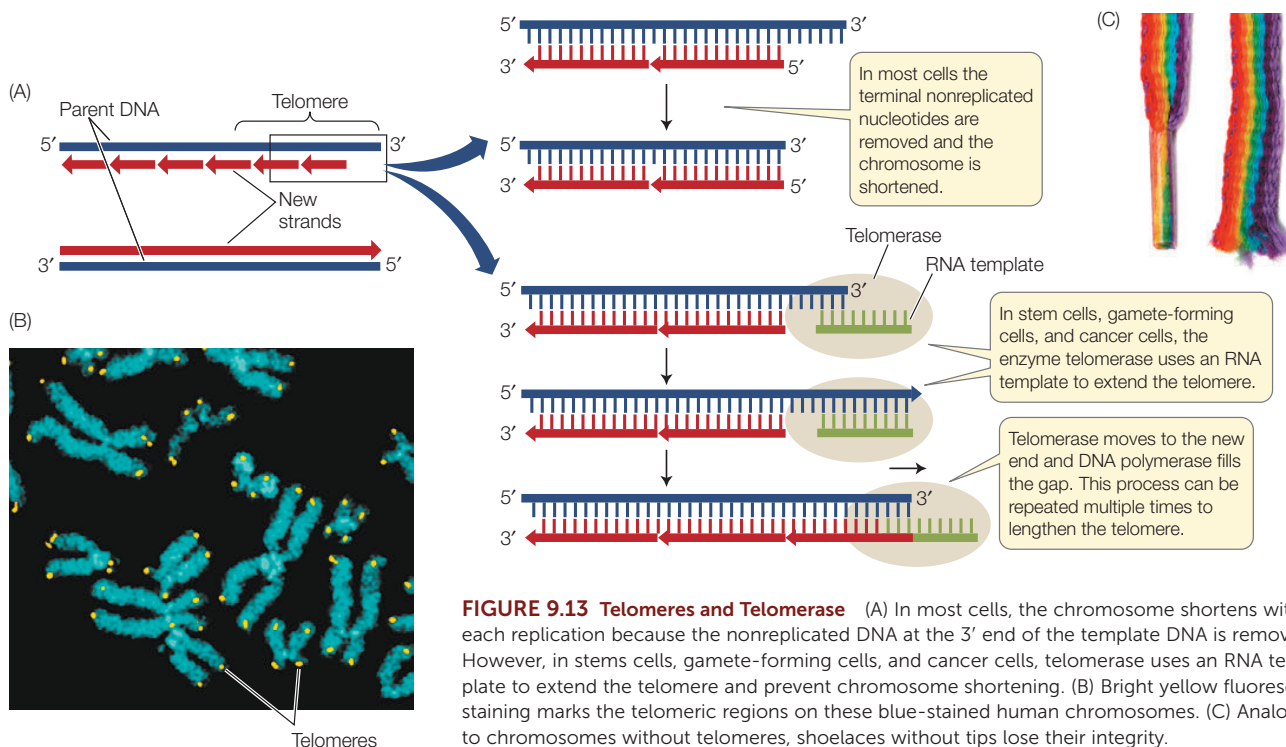 (A)
Parent DNA
Telomere
5′
3′
New
strands
3′
5′
5′
3′
3′
5′
In most cells the
terminal nonreplicated
nucleotides are
removed and the
chromosome is
shortened.
5′
3′
3′
5′
Telomerase
RNA template
5′
3′
3′
In stem cells, gamete-forming
cells, and cancer cells, the
enzyme telomerase uses an RNA
template to extend the telomere.
5′
3′
Telomerase moves to the new
end and DNA polymerase fills
the gap. This process can be
repeated multiple times to
lengthen the telomere.
5′
3′
3′
(B)
Telomeres
(C)
FIGURE 9.13 Telomeres and Telomerase (A) In most cells, the chromosome shortens wit
each replication because the nonreplicated DNA at the 3′ end of the template DNA is remov
However, in stems cells, gamete-forming cells, and cancer cells, telomerase uses an RNA te
plate to extend the telomere and prevent chromosome shortening. (B) Bright yellow fluores
staining marks the telomeric regions on these blue-stained human chromosomes. (C) Analo
to chromosomes without telomeres, shoelaces without tips lose their integrity.